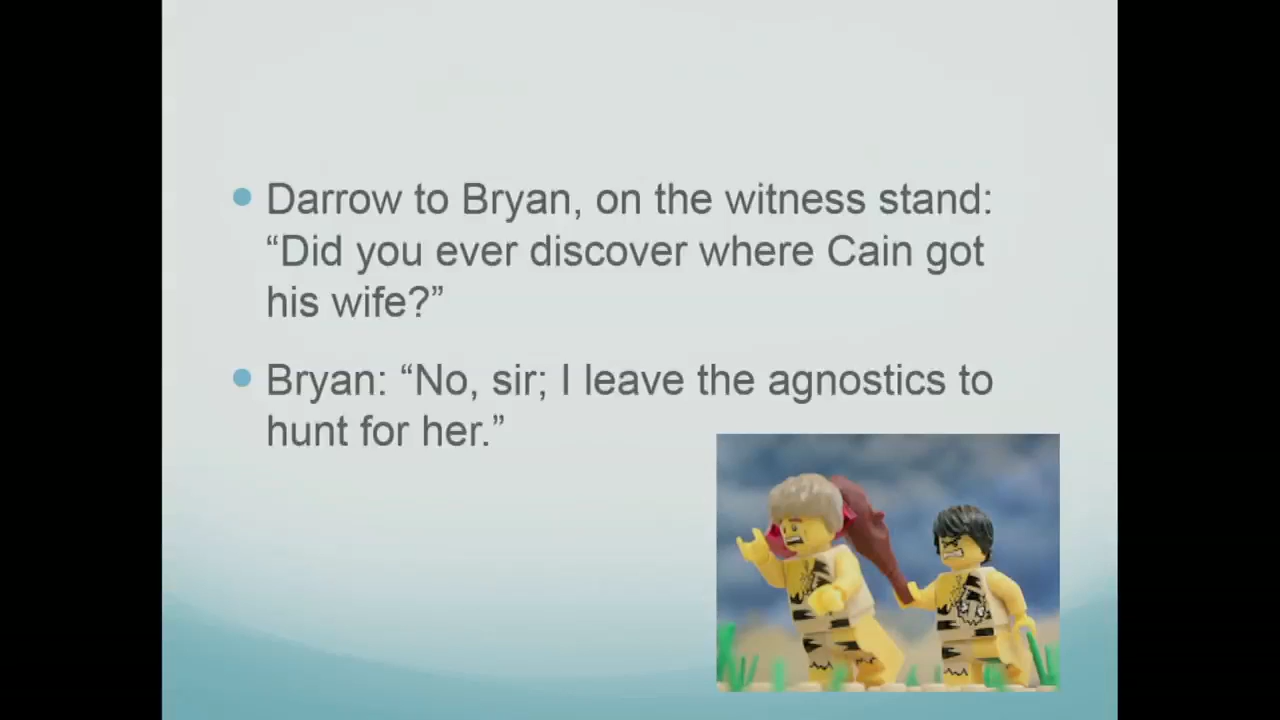 Darrow to Bryan, on the witness stand:
“Did you ever discover where Cain got
his wife?”
Bryan: “No, sir; I leave the agnostics to
hunt for her.”